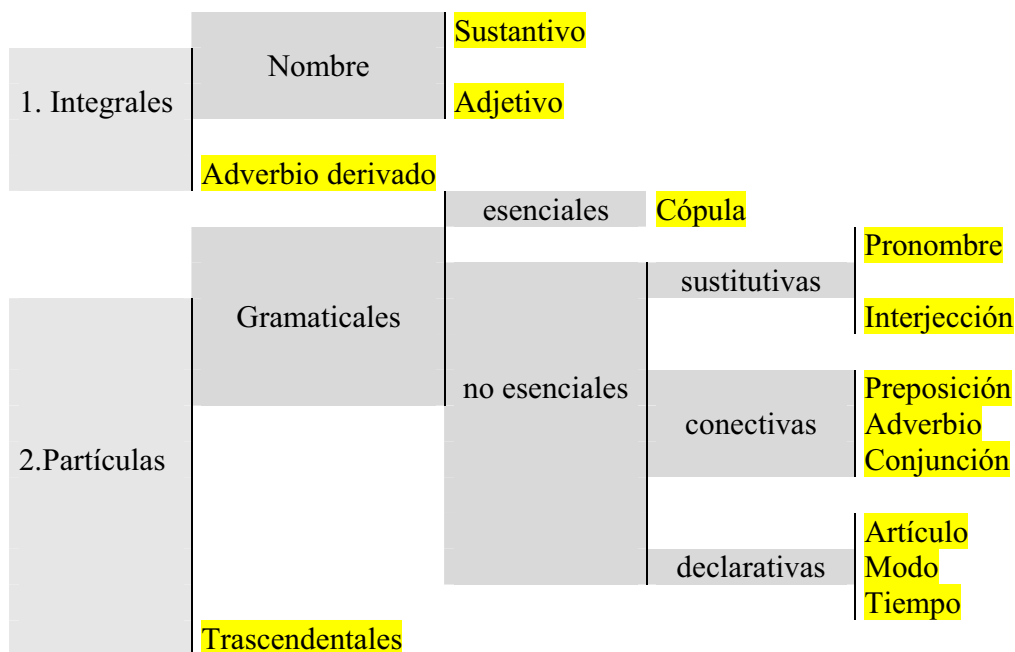 Sustantivo
Nombre
1. Integrales
Adjetivo
Adverbio derivado
esenciales Cópula
Pronombre
sustitutivas
Gramaticales
Interjección
no esenciales
Preposición
conectivas
Adverbio
2.Partículas
Conjunción
Artículo
declarativas
Modo
Tiempo
Trascendentales